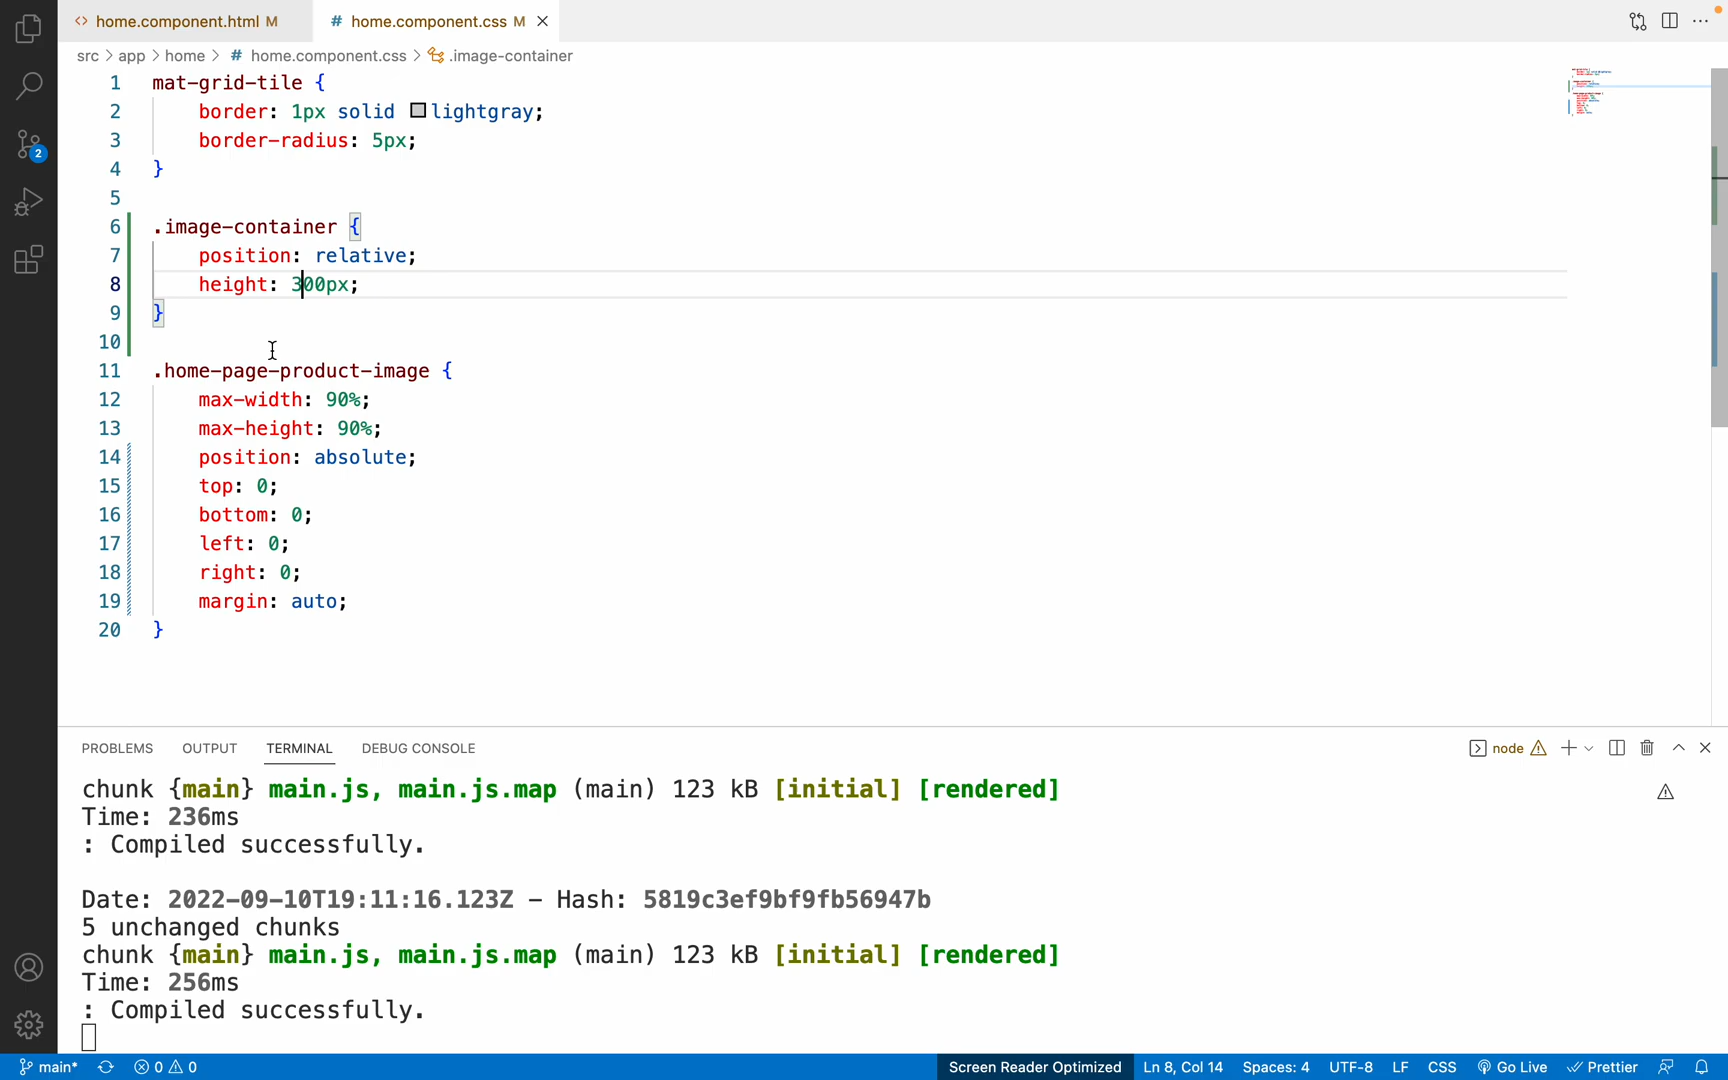 home.component.html M
# home.component.css M
src > app > home > # home.component.css > .image-container
1 mat-grid-tile {
2 border: 1px solid lightgray;
3 border-radius: 5px;
4 }
5
6 .image-container {
7 position: relative;
8 height: 300px;
9 }
10
11 .home-page-product-image {
12 max-width: 90%;
13 max-height: 90%;
14 position: absolute;
15 top: 0;
16 bottom: 0;
17 left: 0;
18 right: 0;
19 margin: auto;
20 }
2
PROBLEMS OUTPUT TERMINAL DEBUG CONSOLE
node
chunk {main} main.js, main.js.map (main) 123 kB [initial] [rendered]
Time: 236ms
: Compiled successfully.
Date: 2022-09-10T19:11:16.123Z - Hash: 5819c3ef9bf9fb56947b
5 unchanged chunks
chunk {main} main.js, main.js.map (main) 123 kB [initial] [rendered]
Time: 256ms
: Compiled successfully.
main* 0 0 Screen Reader Optimized Ln 8, Col 14 Spaces: 4 UTF-8 LF CSS Go Live Prettier